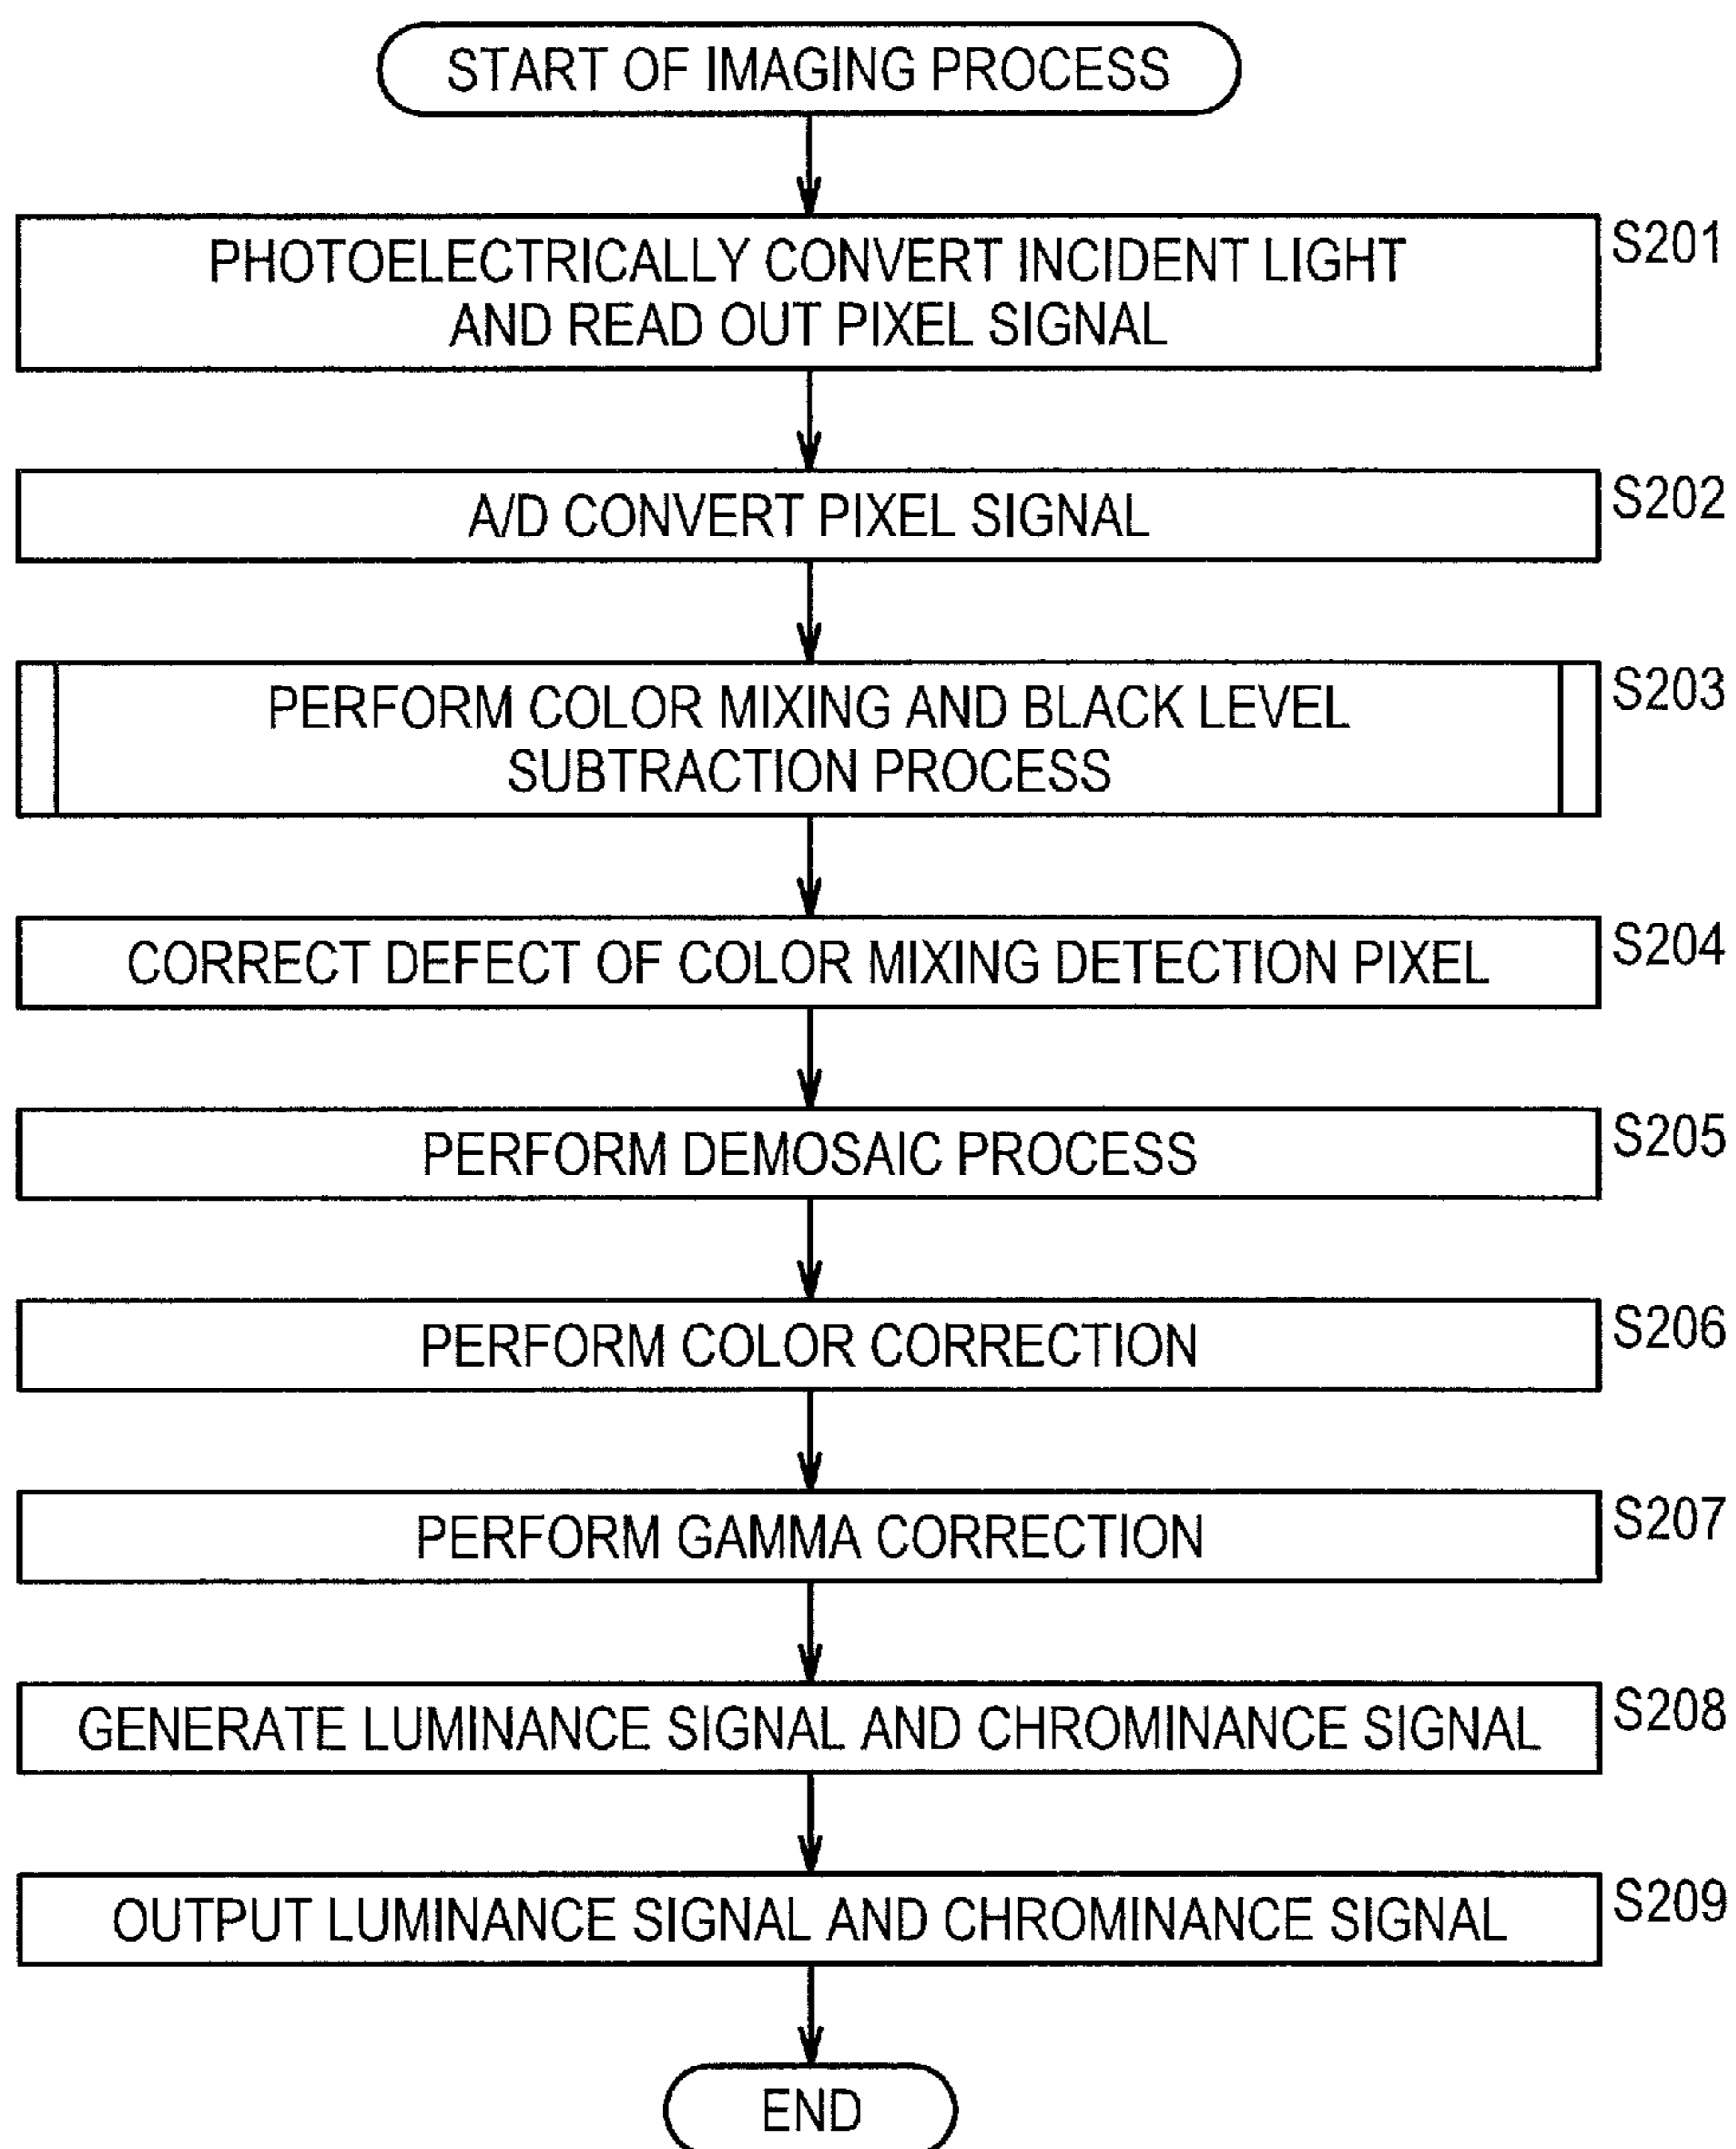 START OF IMAGING PROCESS
PHOTOELECTRICALLY CONVERT INCIDENT LIGHT
AND READ OUT PIXEL SIGNAL
S201
A/D CONVERT PIXEL SIGNAL
S202
PERFORM COLOR MIXING AND BLACK LEVEL
SUBTRACTION PROCESS
S203
CORRECT DEFECT OF COLOR MIXING DETECTION PIXEL
S204
PERFORM DEMOSAIC PROCESS
S205
PERFORM COLOR CORRECTION
S206
PERFORM GAMMA CORRECTION
S207
GENERATE LUMINANCE SIGNAL AND CHROMINANCE SIGNAL
S208
OUTPUT LUMINANCE SIGNAL AND CHROMINANCE SIGNAL
S209
END